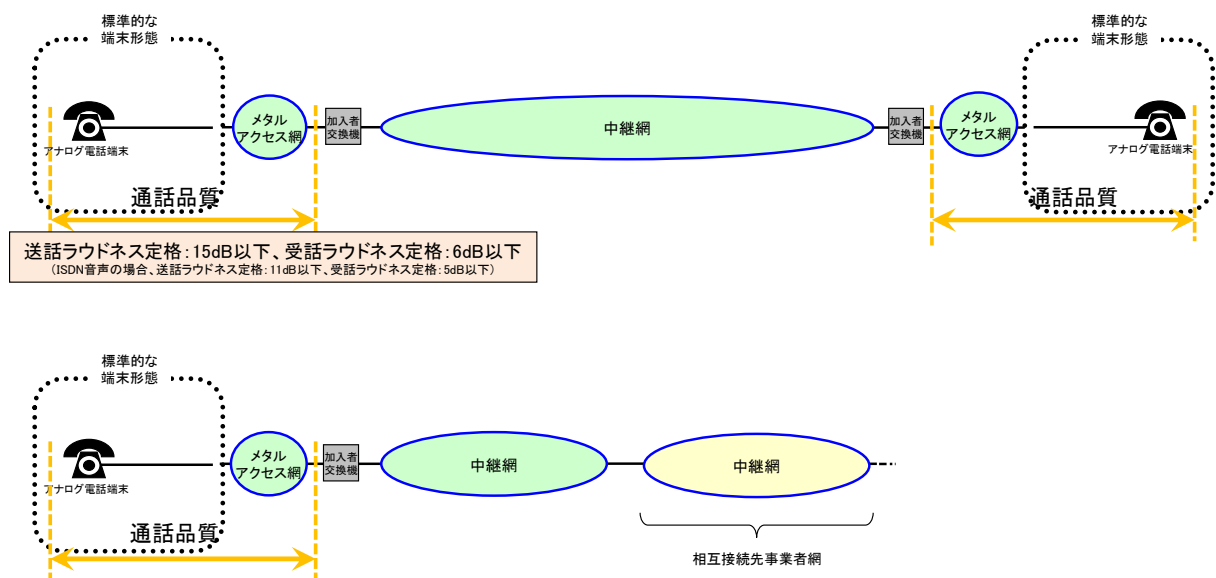 標準的な
端末形態
標準的な
端末形態
メタル
アクセス網
加入者
交換機
中継網
加入者
交換機
メタル
アクセス網
アナログ電話端末
アナログ電話端末
通話品質
通話品質
送話ラウドネス定格：15dB以下、受話ラウドネス定格：6dB以下
（ISDN音声の場合、送話ラウドネス定格：11dB以下、受話ラウドネス定格：5dB以下）
標準的な
端末形態
メタル
アクセス網
加入者
交換機
中継網
中継網
アナログ電話端末
通話品質
相互接続先事業者網